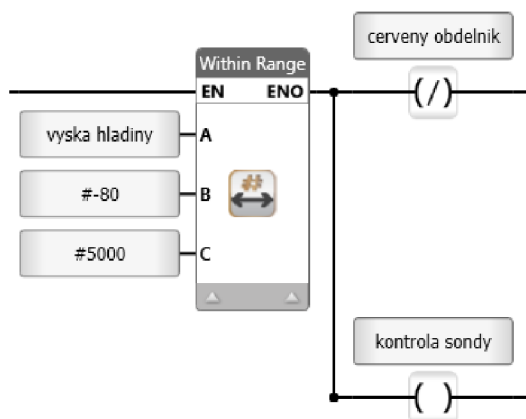 cerveny obdelnik
Within Range
EN ENO
(/)
vyska hladiny
A
#-80
B
##
#5000
C
kontrola sondy
( )